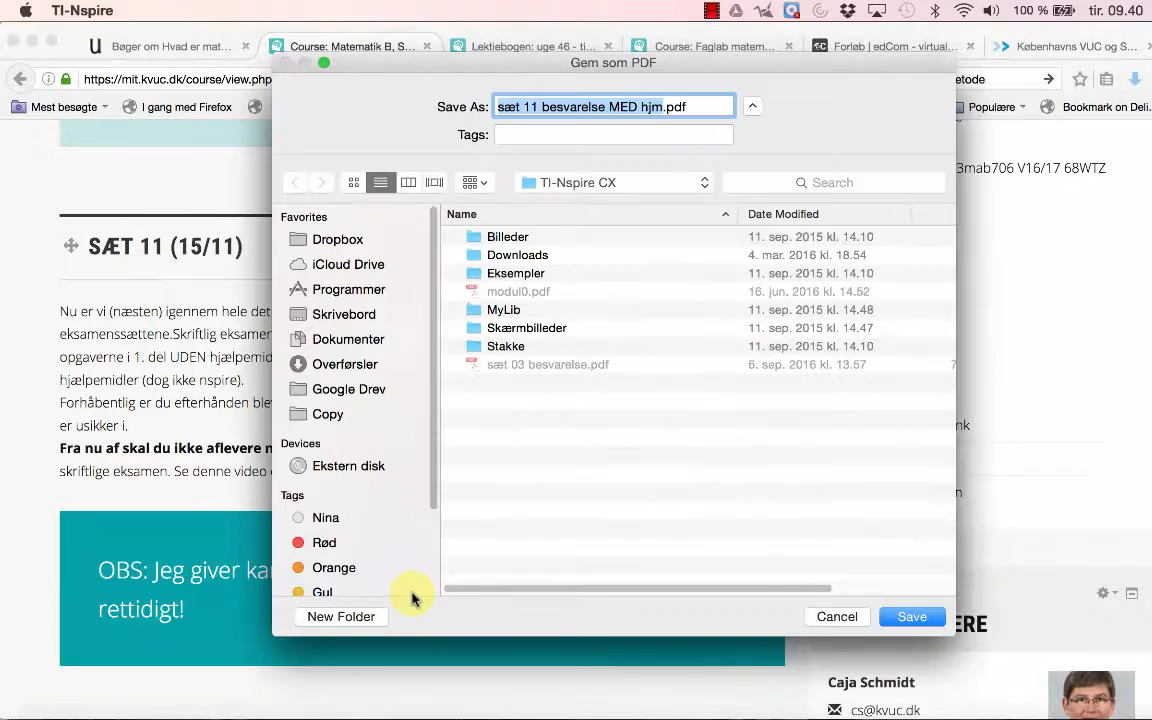 TI-Nspire
100 %
tir. 09.40
Bøger om Hvad er mat...
Course: Matematik B, S...
Lektiebogen: uge 46 - ti...
Course: Faglab matem...
Forløb | edCom - virtual...
Københavns VUC og S...
https://mit.kvuc.dk/course/view.php
etode
Mest besøgte
I gang med Firefox
Populære
Bookmark on Deli.
Gem som PDF
Save As: sæt 11 besvarelse MED hjm.pdf
Tags:
TI-Nspire CX
Search
Favorites
Dropbox
iCloud Drive
Programmer
Skrivebord
Dokumenter
Overførsler
Google Drev
Copy
Devices
Ekstern disk
Tags
Nina
Rød
Orange
Gul
Name
Date Modified
Billeder 11. sep. 2015 kl. 14.10
Downloads 4. mar. 2016 kl. 18.54
Eksempler 11. sep. 2015 kl. 14.10
modul0.pdf 16. jun. 2016 kl. 14.52
MyLib 11. sep. 2015 kl. 14.48
Skærmbilleder 11. sep. 2015 kl. 14.47
Stakke 11. sep. 2015 kl. 14.10
sæt 03 besvarelse.pdf 6. sep. 2016 kl. 13.57 7
New Folder
Cancel
Save
SÆT 11 (15/11)
Nu er vi (næsten) igennem hele det
eksamenssættene.Skriftlig eksamen
opgaverne i 1. del UDEN hjælpemid
hjælpemidler (dog ikke nspire).
Forhåbentlig er du efterhånden blev
er usikker i.
Fra nu af skal du ikke aflevere n
skriftlige eksamen. Se denne video
OBS: Jeg giver ka
rettidigt!
3mab706 V16/17 68WTZ
nk
n
ERE
Caja Schmidt
cs@kvuc.dk